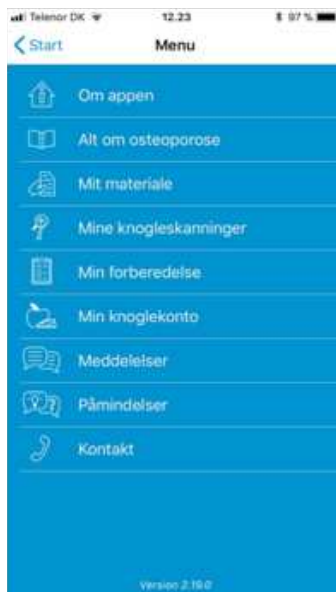 Telenor DK 12.23 97 %
Start Menu
Om appen
Alt om osteoporose
Mit materiale
Mine knogleskanninger
Min forberedelse
Min knoglekonto
Meddelelser
Påmindelser
Kontakt
Version 2.19.0